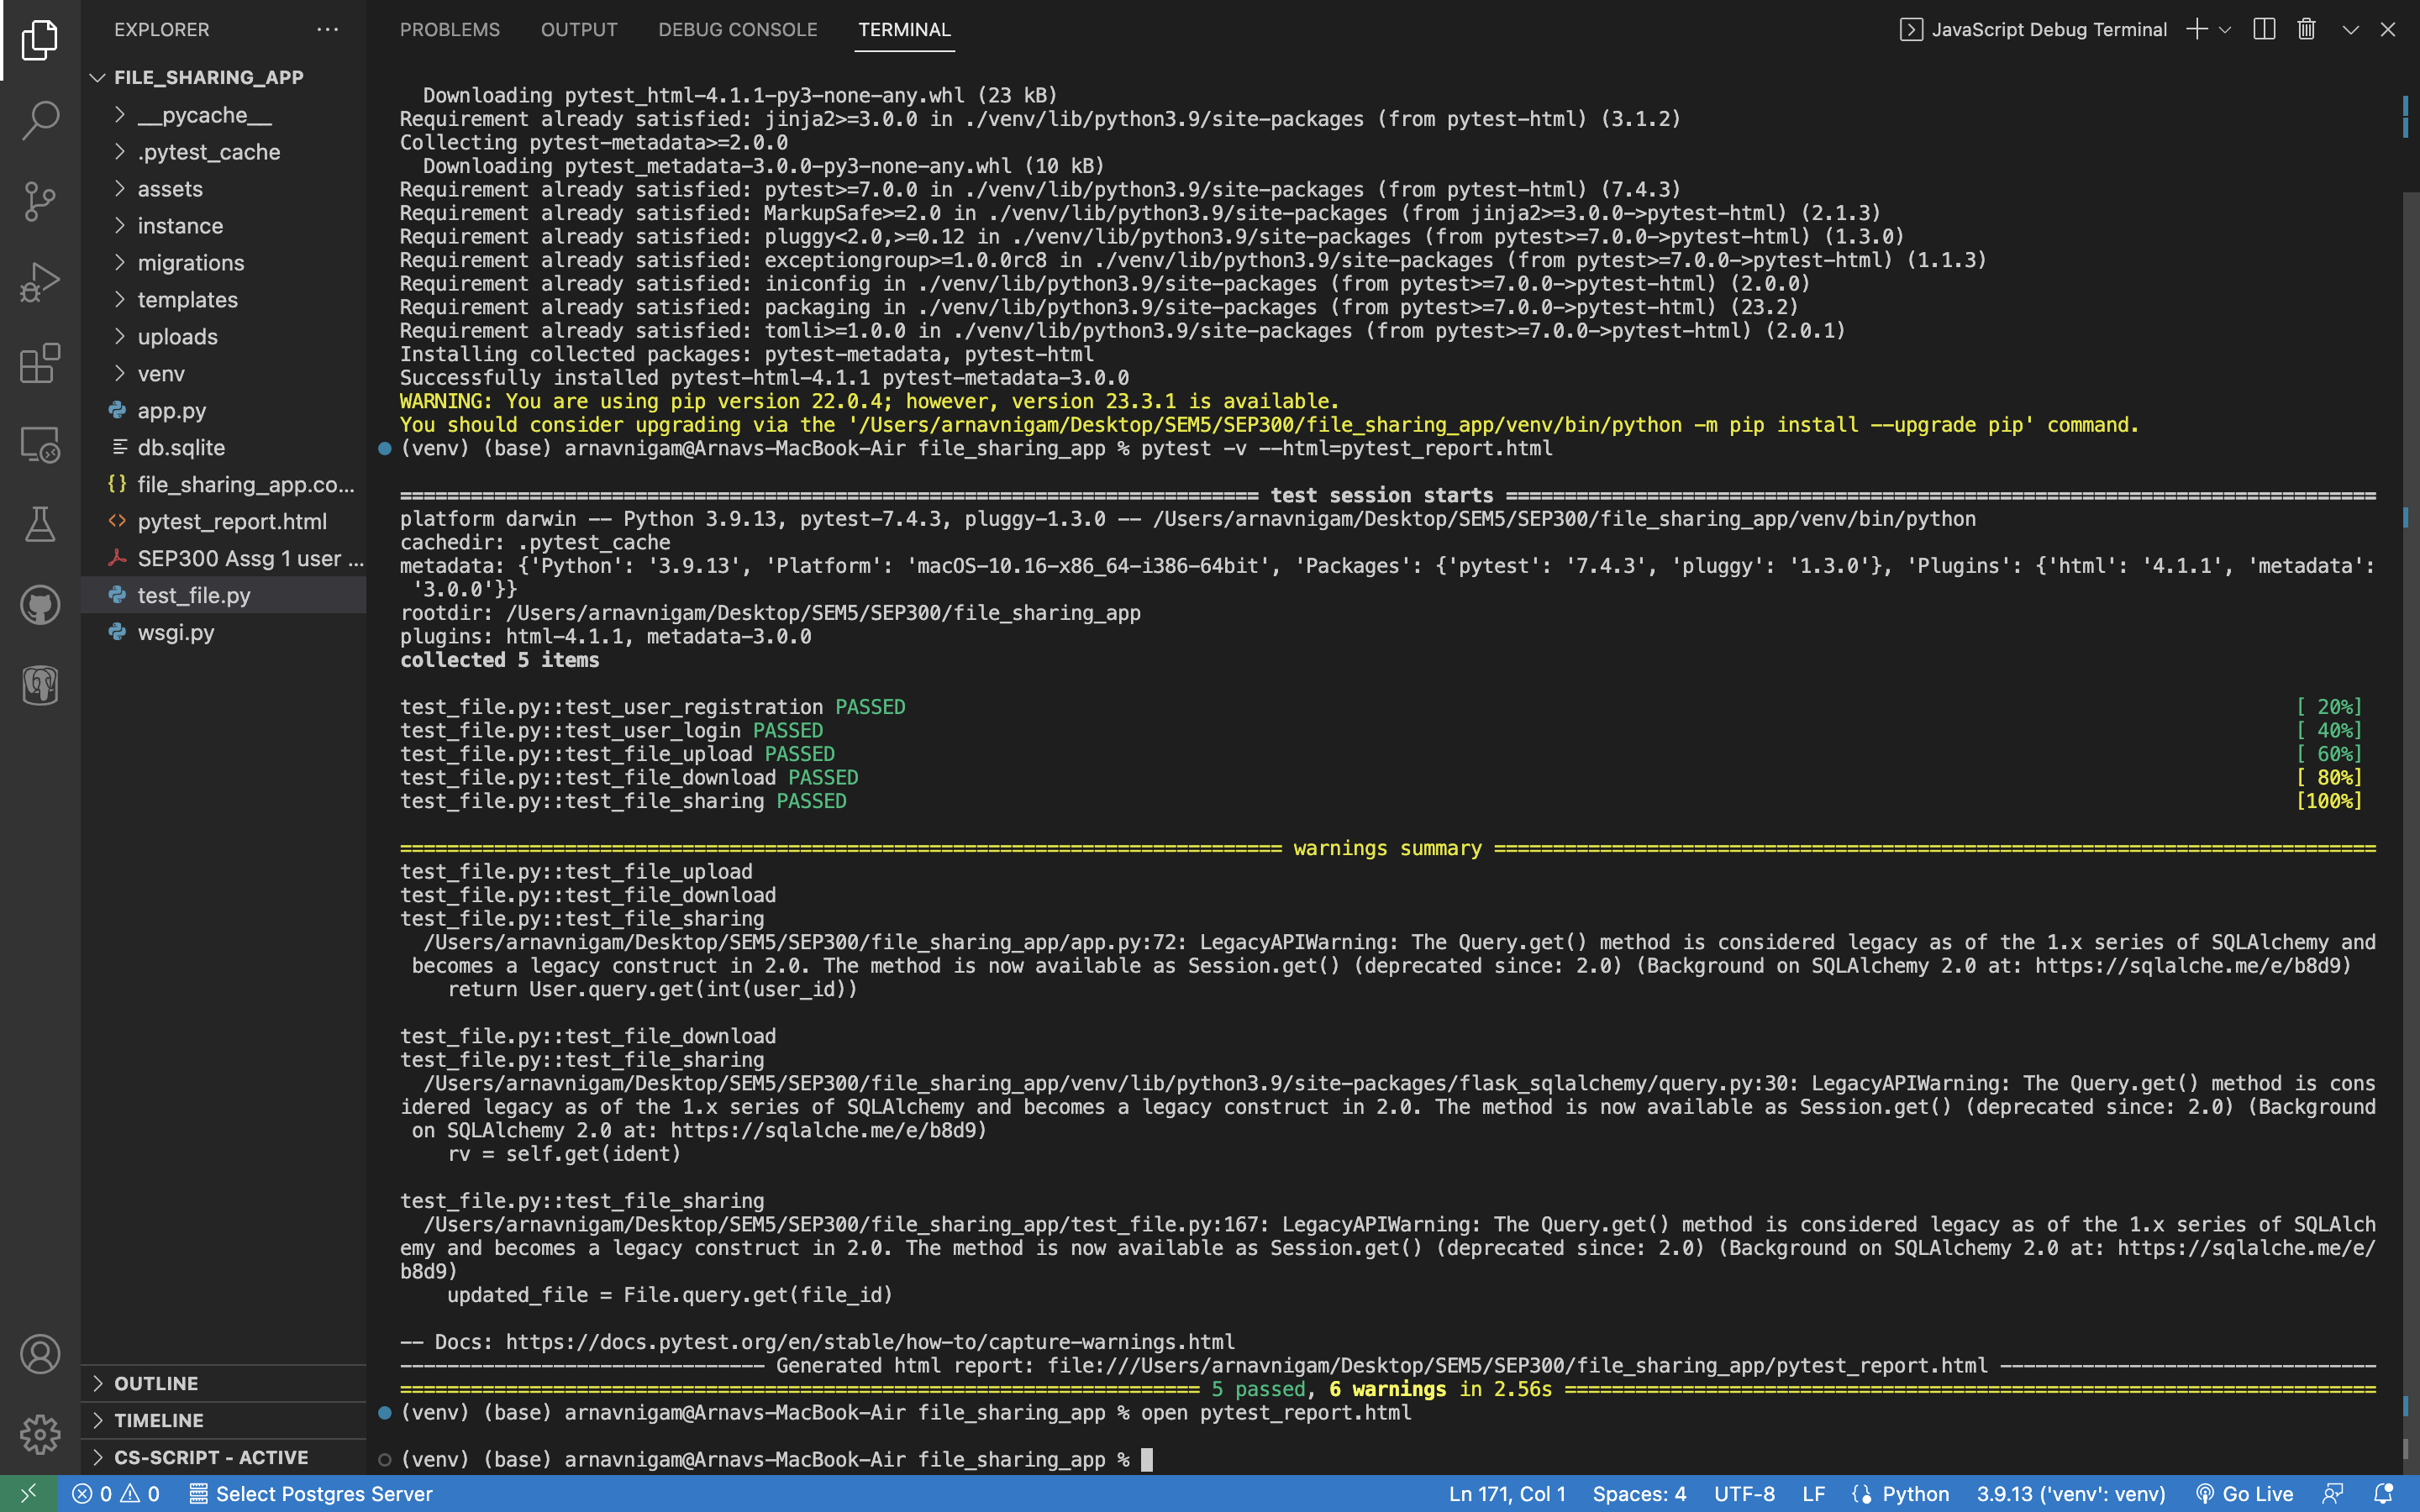 EXPLORER
PROBLEMS OUTPUT DEBUG CONSOLE TERMINAL
JavaScript Debug Terminal
FILE_SHARING_APP
__pycache__
.pytest_cache
assets
instance
migrations
templates
uploads
venv
app.py
db.sqlite
file_sharing_app.co...
pytest_report.html
SEP300 Assg 1 user ...
test_file.py
wsgi.py
OUTLINE
TIMELINE
CS-SCRIPT - ACTIVE
Downloading pytest_html-4.1.1-py3-none-any.whl (23 kB)
Requirement already satisfied: jinja2>=3.0.0 in ./venv/lib/python3.9/site-packages (from pytest-html) (3.1.2)
Collecting pytest-metadata>=2.0.0
Downloading pytest_metadata-3.0.0-py3-none-any.whl (10 kB)
Requirement already satisfied: pytest>=7.0.0 in ./venv/lib/python3.9/site-packages (from pytest-html) (7.4.3)
Requirement already satisfied: MarkupSafe>=2.0 in ./venv/lib/python3.9/site-packages (from jinja2>=3.0.0->pytest-html) (2.1.3)
Requirement already satisfied: pluggy<2.0,>=0.12 in ./venv/lib/python3.9/site-packages (from pytest>=7.0.0->pytest-html) (1.3.0)
Requirement already satisfied: exceptiongroup>=1.0.0rc8 in ./venv/lib/python3.9/site-packages (from pytest>=7.0.0->pytest-html) (1.1.3)
Requirement already satisfied: iniconfig in ./venv/lib/python3.9/site-packages (from pytest>=7.0.0->pytest-html) (2.0.0)
Requirement already satisfied: packaging in ./venv/lib/python3.9/site-packages (from pytest>=7.0.0->pytest-html) (23.2)
Requirement already satisfied: tomli>=1.0.0 in ./venv/lib/python3.9/site-packages (from pytest>=7.0.0->pytest-html) (2.0.1)
Installing collected packages: pytest-metadata, pytest-html
Successfully installed pytest-html-4.1.1 pytest-metadata-3.0.0
WARNING: You are using pip version 22.0.4; however, version 23.3.1 is available.
You should consider upgrading via the '/Users/arnavnigam/Desktop/SEM5/SEP300/file_sharing_app/venv/bin/python -m pip install --upgrade pip' command.
(venv) (base) arnavnigam@Arnavs-MacBook-Air file_sharing_app % pytest -v --html=pytest_report.html
test session starts
platform darwin -- Python 3.9.13, pytest-7.4.3, pluggy-1.3.0 -- /Users/arnavnigam/Desktop/SEM5/SEP300/file_sharing_app/venv/bin/python
cachedir: .pytest_cache
metadata: {'Python': '3.9.13', 'Platform': 'macOS-10.16-x86_64-i386-64bit', 'Packages': {'pytest': '7.4.3', 'pluggy': '1.3.0'}, 'Plugins': {'html': '4.1.1', 'metadata':
'3.0.0'}}
rootdir: /Users/arnavnigam/Desktop/SEM5/SEP300/file_sharing_app
plugins: html-4.1.1, metadata-3.0.0
collected 5 items
test_file.py::test_user_registration PASSED [ 20%]
test_file.py::test_user_login PASSED [ 40%]
test_file.py::test_file_upload PASSED [ 60%]
test_file.py::test_file_download PASSED [ 80%]
test_file.py::test_file_sharing PASSED [100%]
warnings summary
test_file.py::test_file_upload
test_file.py::test_file_download
test_file.py::test_file_sharing
/Users/arnavnigam/Desktop/SEM5/SEP300/file_sharing_app/app.py:72: LegacyAPIWarning: The Query.get() method is considered legacy as of the 1.x series of SQLAlchemy and
becomes a legacy construct in 2.0. The method is now available as Session.get() (deprecated since: 2.0) (Background on SQLAlchemy 2.0 at: https://sqlalche.me/e/b8d9)
return User.query.get(int(user_id))
test_file.py::test_file_download
test_file.py::test_file_sharing
/Users/arnavnigam/Desktop/SEM5/SEP300/file_sharing_app/venv/lib/python3.9/site-packages/flask_sqlalchemy/query.py:30: LegacyAPIWarning: The Query.get() method is cons
idered legacy as of the 1.x series of SQLAlchemy and becomes a legacy construct in 2.0. The method is now available as Session.get() (deprecated since: 2.0) (Background
on SQLAlchemy 2.0 at: https://sqlalche.me/e/b8d9)
rv = self.get(ident)
test_file.py::test_file_sharing
/Users/arnavnigam/Desktop/SEM5/SEP300/file_sharing_app/test_file.py:167: LegacyAPIWarning: The Query.get() method is considered legacy as of the 1.x series of SQLAlch
emy and becomes a legacy construct in 2.0. The method is now available as Session.get() (deprecated since: 2.0) (Background on SQLAlchemy 2.0 at: https://sqlalche.me/e/
b8d9)
updated_file = File.query.get(file_id)
-- Docs: https://docs.pytest.org/en/stable/how-to/capture-warnings.html
Generated html report: file:///Users/arnavnigam/Desktop/SEM5/SEP300/file_sharing_app/pytest_report.html
5 passed, 6 warnings in 2.56s
(venv) (base) arnavnigam@Arnavs-MacBook-Air file_sharing_app % open pytest_report.html
(venv) (base) arnavnigam@Arnavs-MacBook-Air file_sharing_app %
0 0 Select Postgres Server Ln 171, Col 1 Spaces: 4 UTF-8 LF Python 3.9.13 ('venv': venv) Go Live